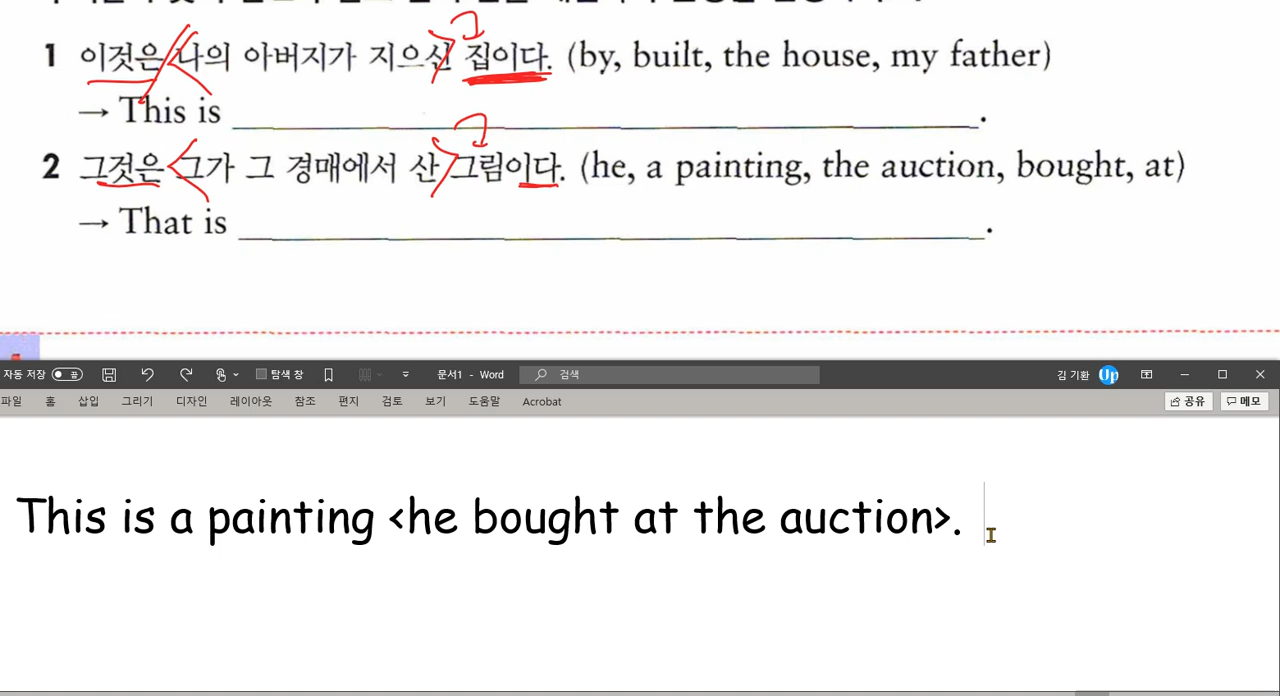 1 이것은 나의 아버지가 지으신 집이다. (by, built, the house, my father)
→ This is ______.
2 그것은 그가 그 경매에서 산 그림이다. (he, a painting, the auction, bought, at)
→ That is ______.
자동 저장 끔 문서1 - Word 검색 김 기환 Up
파일 홈 삽입 그리기 디자인 레이아웃 참조 편지 검토 보기 도움말 Acrobat 공유 메모
This is a painting <he bought at the auction>.